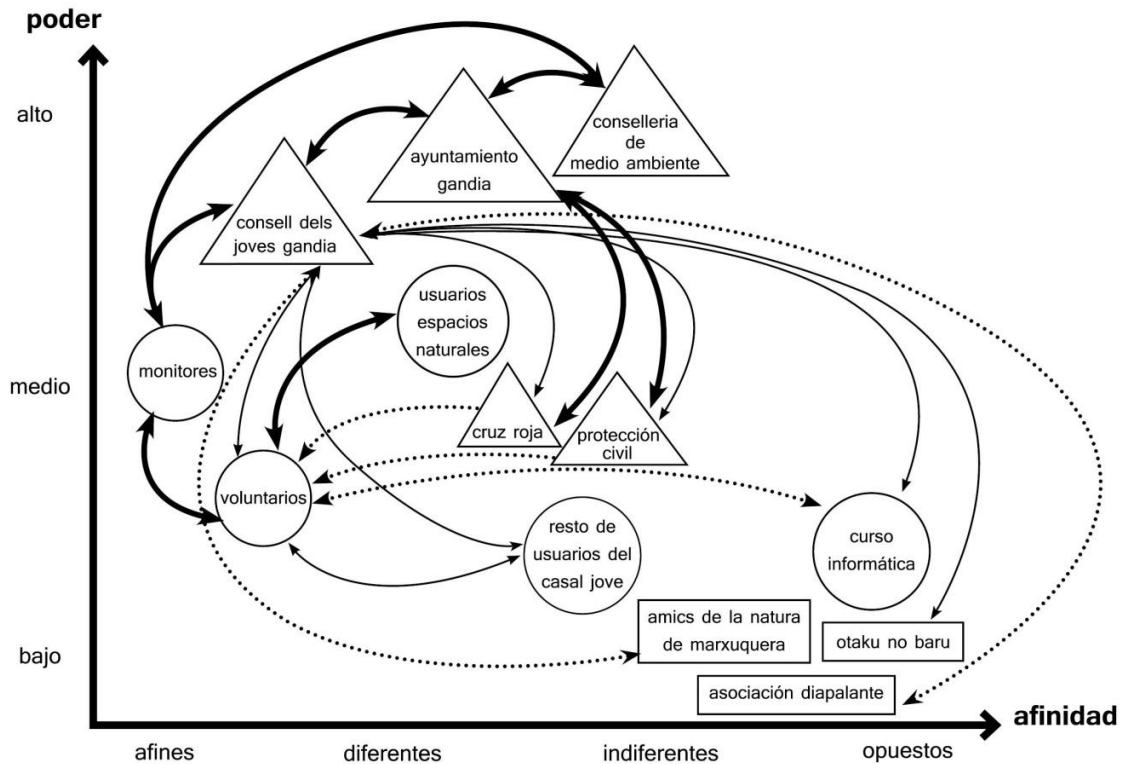 poder
alto
conselleria
de
medio ambiente
ayuntamiento
gandia
consell dels
joves gandia
usuarios
espacios
naturales
monitores
medio
cruz roja
protección
civil
voluntarios
resto de
usuarios del
casal jove
curso
informática
amics de la natura
de marxuquera
otaku no baru
bajo
asociación diapalante
afinidad
afines
diferentes
indiferentes
opuestos